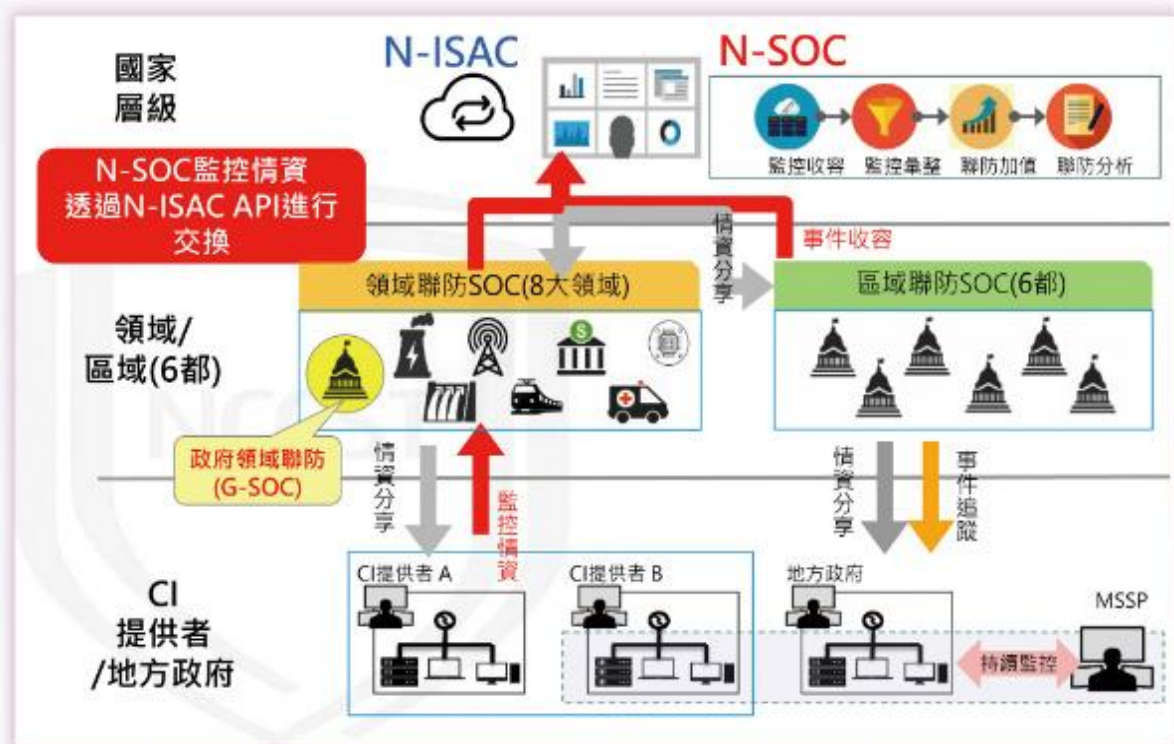 國家
層級
N-ISAC
N-SOC
監控收容
監控彙整
聯防加值
聯防分析
N-SOC監控情資
透過N-ISAC API進行
交換
情資分享
事件收容
領域聯防SOC(8大領域)
區域聯防SOC(6都)
領域/
區域(6都)
S
政府領域聯防
(G-SOC)
情資分享
監控情資
情資分享
事件追蹤
CI
提供者
/地方政府
CI提供者 A
CI提供者 B
地方政府
MSSP
持續監控